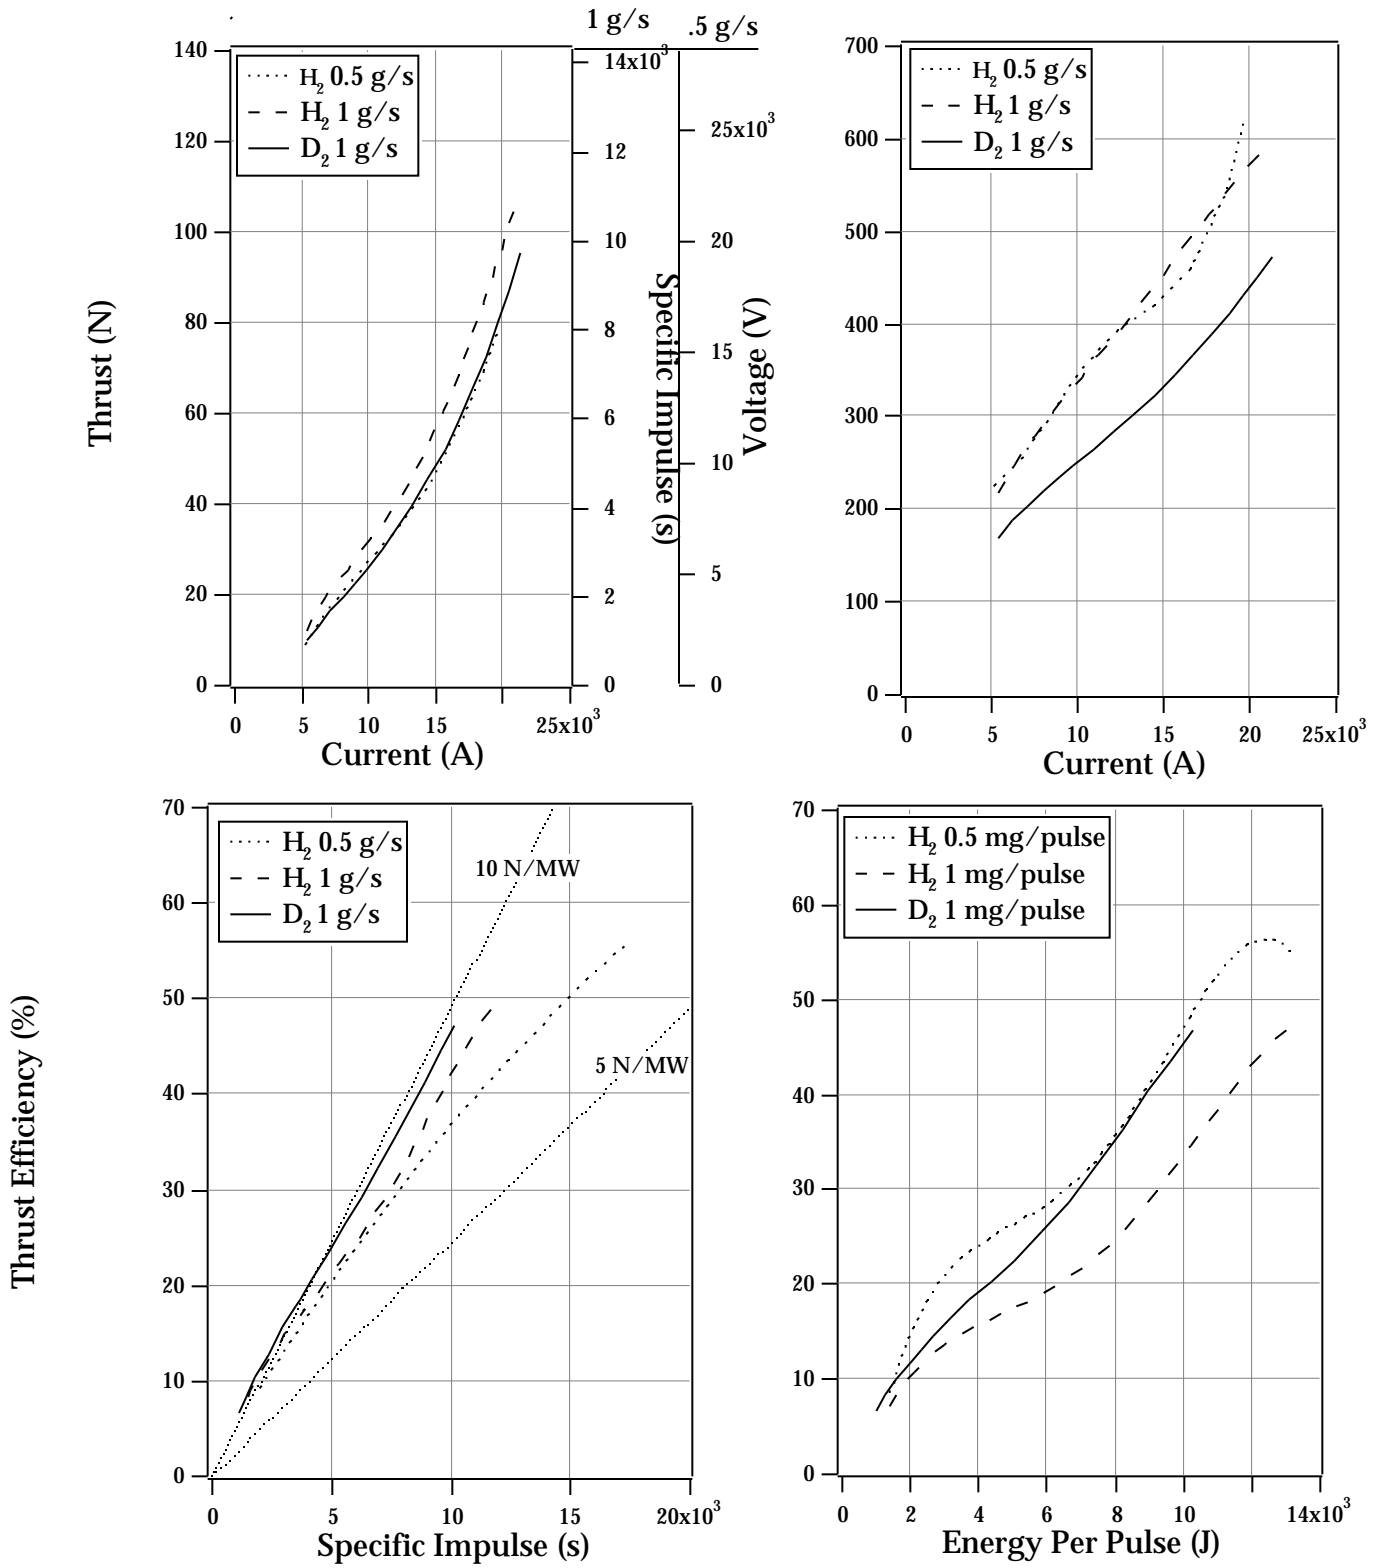 1 g/s
.5 g/s
140
120
100
80
60
40
20
0
Thrust (N)
H2 0.5 g/s
H2 1 g/s
D2 1 g/s
0
5
10
15
25x10³
Current (A)
14x10³
12
10
8
6
4
2
0
Specific Impulse (s)
25x10³
20
15
10
5
0
Voltage (V)
700
600
500
400
300
200
100
0
H2 0.5 g/s
H2 1 g/s
D2 1 g/s
0
5
10
15
20
25x10³
Current (A)
Thrust Efficiency (%)
70
60
50
40
30
20
10
0
H2 0.5 g/s
H2 1 g/s
D2 1 g/s
10 N/MW
5 N/MW
0
5
10
15
20x10³
Specific Impulse (s)
70
60
50
40
30
20
10
0
H2 0.5 mg/pulse
H2 1 mg/pulse
D2 1 mg/pulse
0
2
4
6
8
10
14x10³
Energy Per Pulse (J)